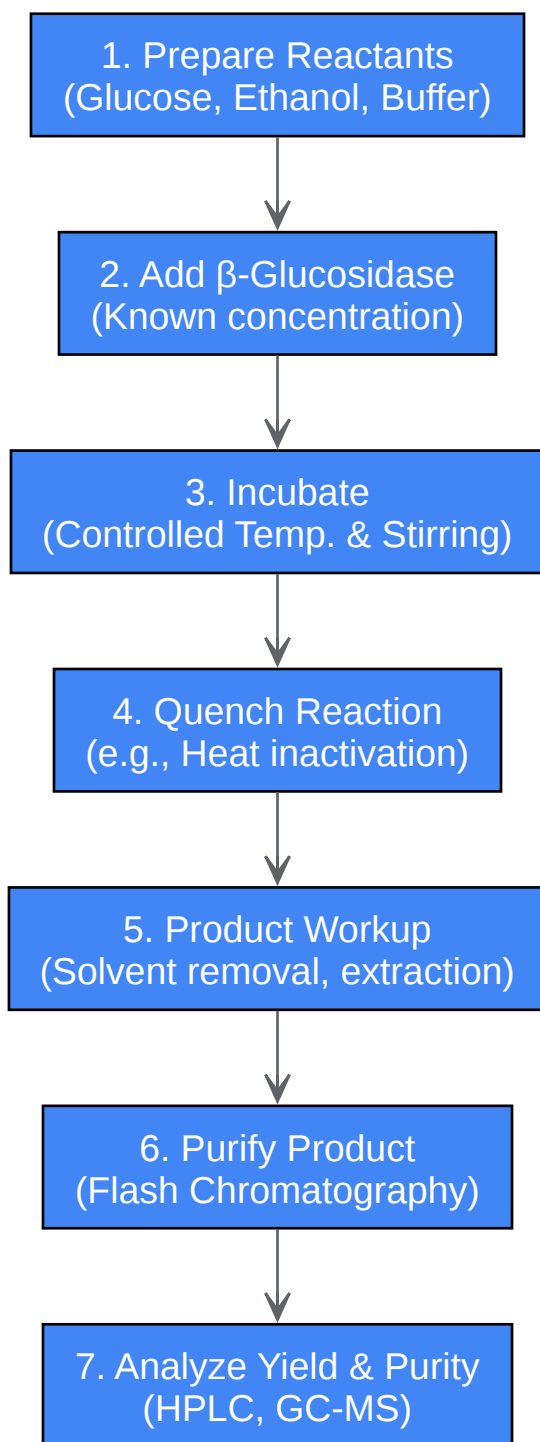 1. Prepare Reactants
(Glucose, Ethanol, Buffer)
2. Add β-Glucosidase
(Known concentration)
3. Incubate
(Controlled Temp. & Stirring)
4. Quench Reaction
(e.g., Heat inactivation)
5. Product Workup
(Solvent removal, extraction)
6. Purify Product
(Flash Chromatography)
7. Analyze Yield & Purity
(HPLC, GC-MS)